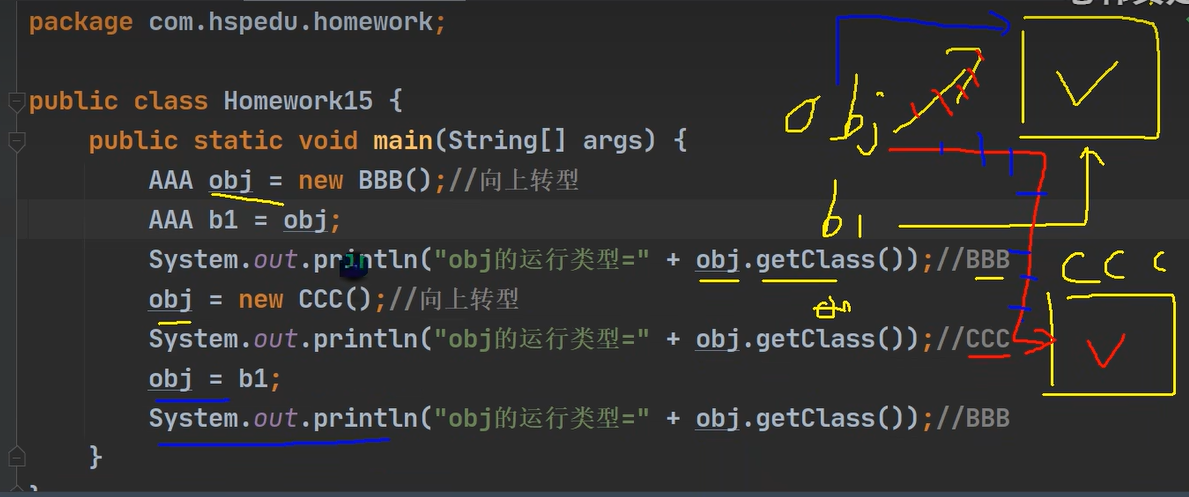 package com.hspedu.homework;
public class Homework15 {
public static void main(String[] args) {
AAA obj = new BBB();//向上转型
AAA b1 = obj;
System.out.println("obj的运行类型=" + obj.getClass());//BBB
obj = new CCC();//向上转型
System.out.println("obj的运行类型=" + obj.getClass());//CCC
obj = b1;
System.out.println("obj的运行类型=" + obj.getClass());//BBB
}
obj
b1
CCC